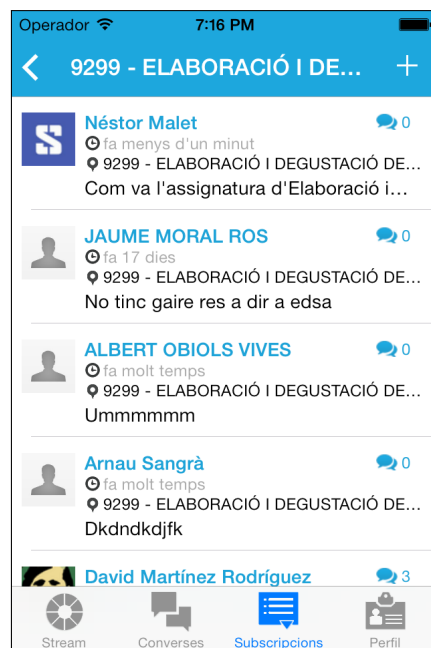 Operador 7:16 PM
9299 - ELABORACIÓ I DE...
Néstor Malet 0
fa menys d'un minut
9299 - ELABORACIÓ I DEGUSTACIÓ DE...
Com va l'assignatura d'Elaboració i...
JAUME MORAL ROS 0
fa 17 dies
9299 - ELABORACIÓ I DEGUSTACIÓ DE...
No tinc gaire res a dir a edsa
ALBERT OBIOLS VIVES 0
fa molt temps
9299 - ELABORACIÓ I DEGUSTACIÓ DE...
Ummmmmm
Arnau Sangrà 0
fa molt temps
9299 - ELABORACIÓ I DEGUSTACIÓ DE...
Dkdndkdjfk
David Martínez Rodríguez 3
Stream Converses Subscripcions Perfil